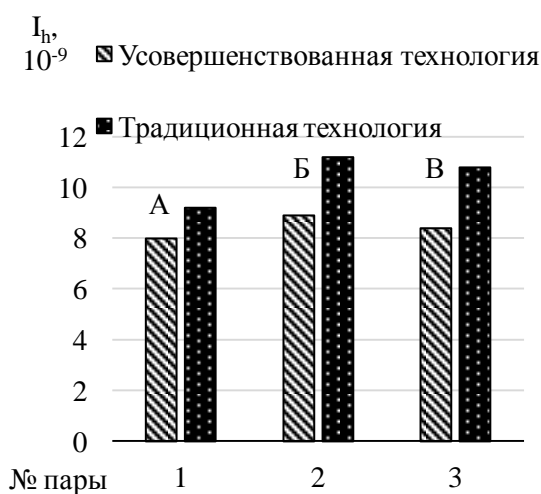 I_h,
10⁻⁹
Усовершенствованная технология
Традиционная технология
12
10
8
6
4
2
0
А
Б
В
№ пары 1 2 3